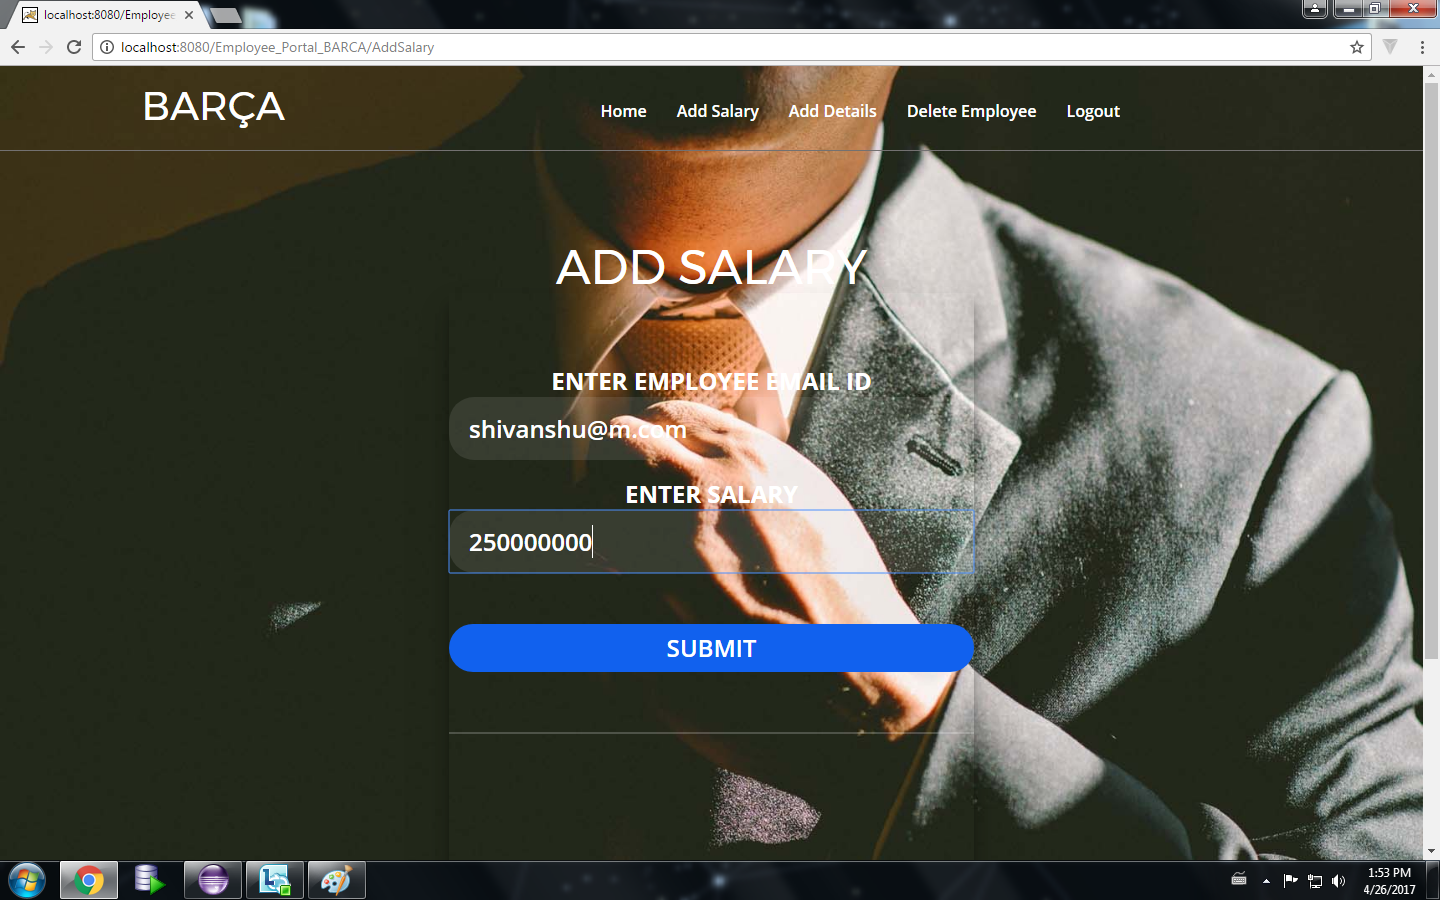 localhost:8080/Employee
localhost:8080/Employee_Portal_BARCA/AddSalary
BARÇA
Home Add Salary Add Details Delete Employee Logout
ADD SALARY
ENTER EMPLOYEE EMAIL ID
shivanshu@m.com
ENTER SALARY
250000000
SUBMIT
1:53 PM
4/26/2017